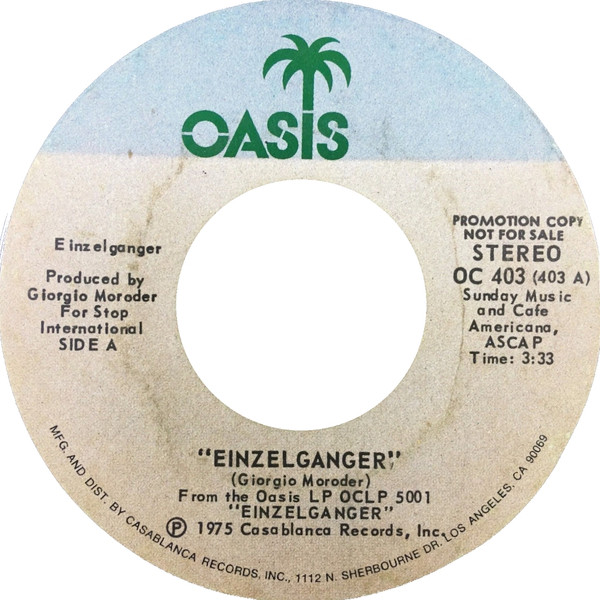 OASIS
Einzelganger
Produced by
Giorgio Moroder
For Stop
International
SIDE A
PROMOTION COPY
NOT FOR SALE
STEREO
OC 403 (403 A)
Sunday Music
and Cafe
Americana,
ASCAP
Time: 3:33
"EINZELGANGER"
(Giorgio Moroder)
From the Oasis LP OCLP 5001
"EINZELGANGER"
℗ 1975 Casablanca Records, Inc.
MFG. AND DIST. BY CASABLANCA RECORDS, INC., 1112 N. SHERBOURNE DR. LOS ANGELES, CA 90069